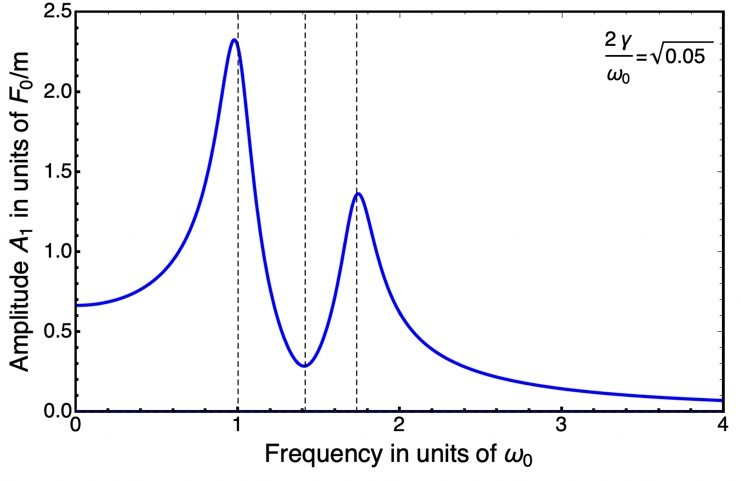 2.5
2.0
1.5
1.0
0.5
0.0
Amplitude A₁ in units of F₀/m
2γ/ω₀=√0.05
0 1 2 3 4
Frequency in units of ω₀